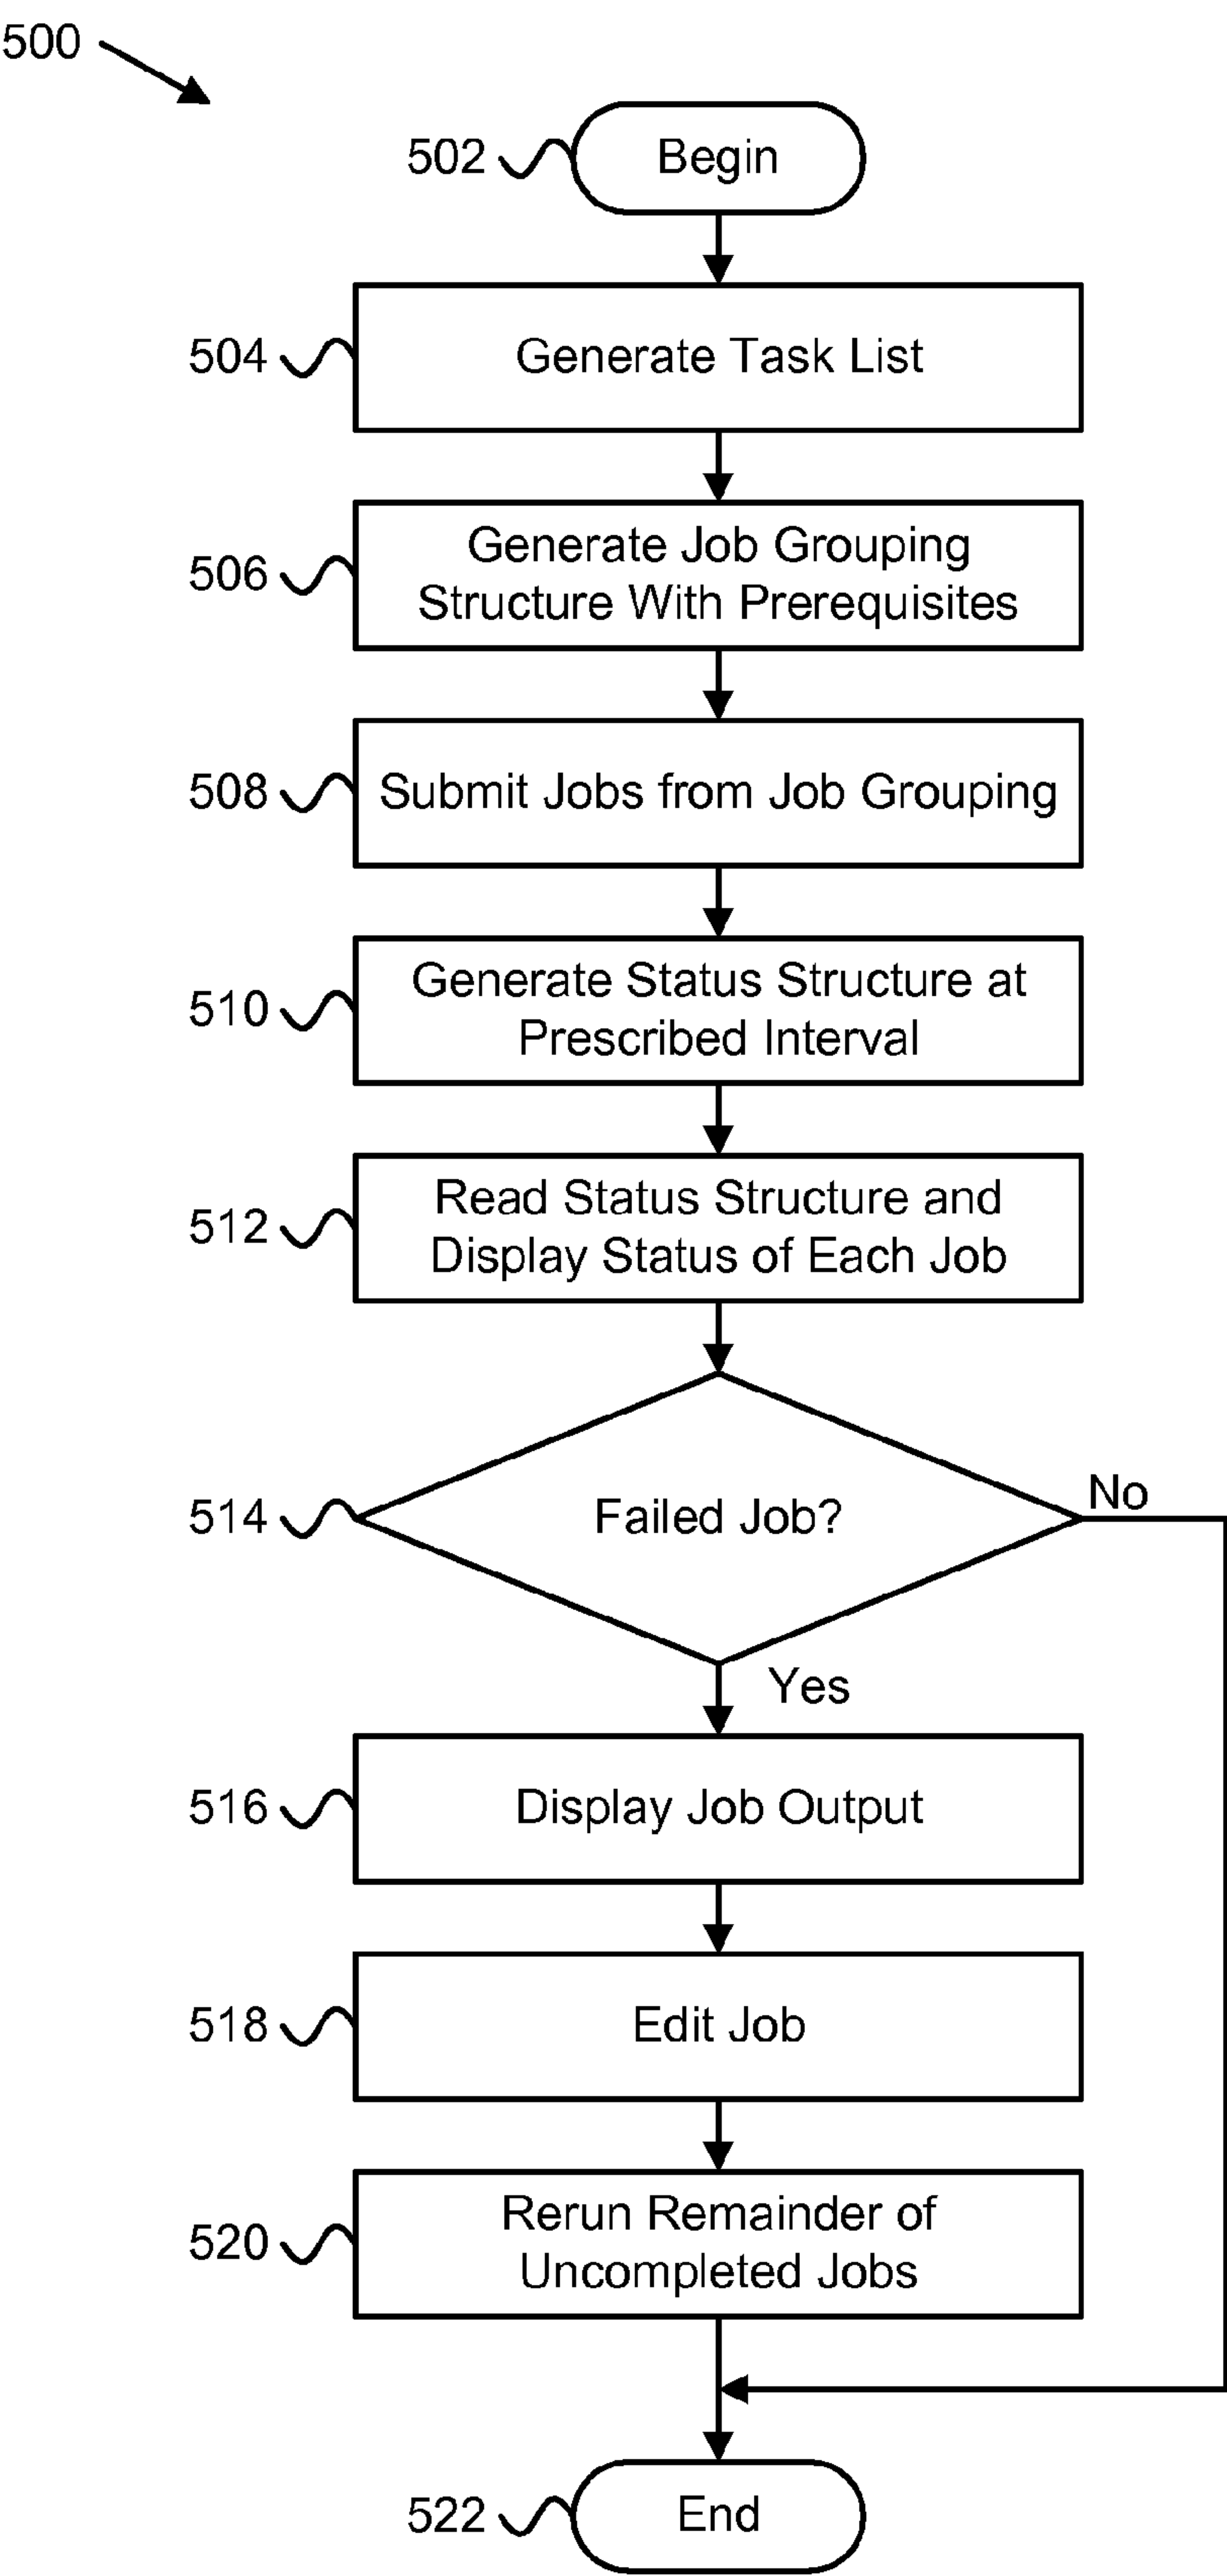 500
502
Begin
504
Generate Task List
506
Generate Job Grouping
Structure With Prerequisites
508
Submit Jobs from Job Grouping
510
Generate Status Structure at
Prescribed Interval
512
Read Status Structure and
Display Status of Each Job
514
Failed Job?
No
Yes
516
Display Job Output
518
Edit Job
520
Rerun Remainder of
Uncompleted Jobs
522
End